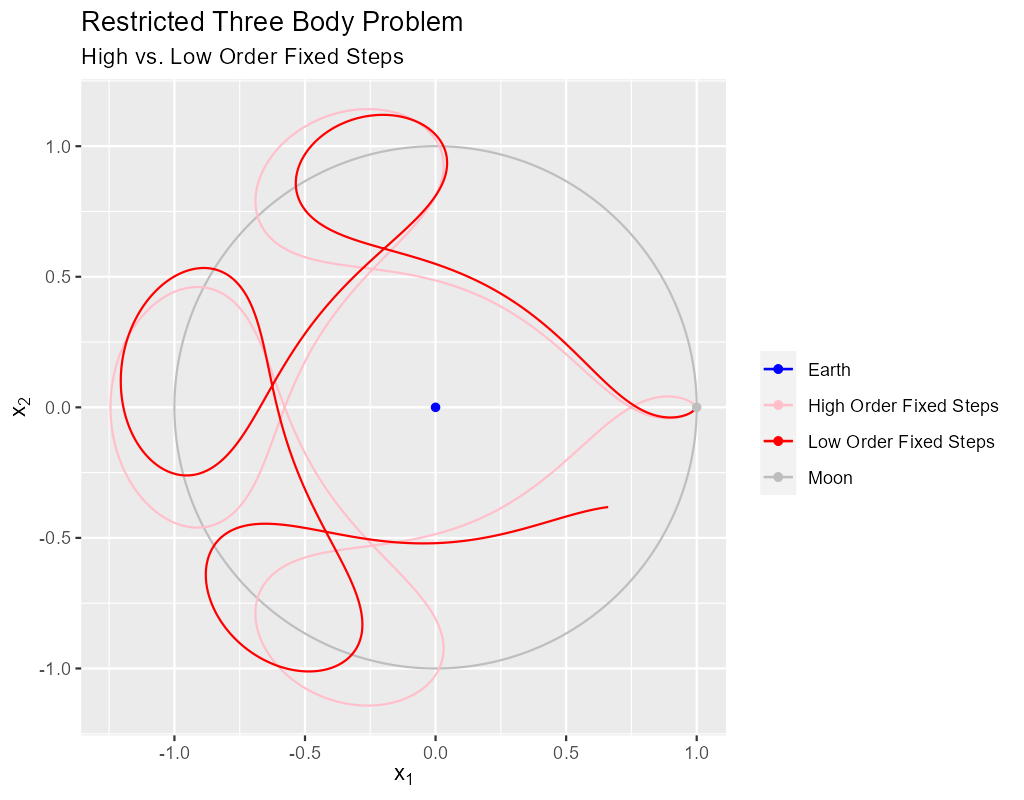 Restricted Three Body Problem
High vs. Low Order Fixed Steps
1.0
0.5
0.0
-0.5
-1.0
x2
-1.0 -0.5 0.0 0.5 1.0
x1
Earth
High Order Fixed Steps
Low Order Fixed Steps
Moon